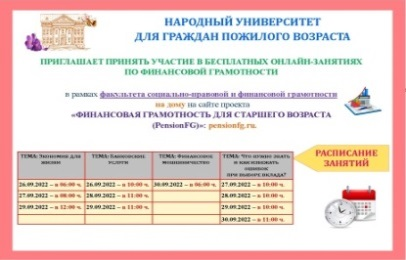 НАРОДНЫЙ УНИВЕРСИТЕТ
ДЛЯ ГРАЖДАН ПОЖИЛОГО ВОЗРАСТА
ПРИГЛАШАЕТ ПРИНЯТЬ УЧАСТИЕ В БЕСПЛАТНЫХ ОНЛАЙН-ЗАНЯТИЯХ
ПО ФИНАНСОВОЙ ГРАМОТНОСТИ
в рамках факультета социально-правовой и финансовой грамотности
на дому на сайте проекта
«ФИНАНСОВАЯ ГРАМОТНОСТЬ ДЛЯ СТАРШЕГО ВОЗРАСТА
(PensionFG)»: pensionfg.ru.
РАСПИСАНИЕ
ЗАНЯТИЙ
ТЕМА: Экономия для жизни ТЕМА: Банковские услуги ТЕМА: Финансовое мошенничество ТЕМА: Что нужно знать и как избежать ошибок при выборе вклада?
26.09.2022 – в 06:00 ч. 26.09.2022 – в 10:00 ч. 30.09.2022 – в 06:00 ч. 27.09.2022 – в 10:00 ч.
27.09.2022 – в 08:00 ч. 28.09.2022 – в 11:00 ч. 28.09.2022 – в 10:00 ч.
29.09.2022 – в 12:00 ч. 29.09.2022 – в 11:00 ч. 29.09.2022 – в 10:00 ч.
30.09.2022 – в 11:00 ч.